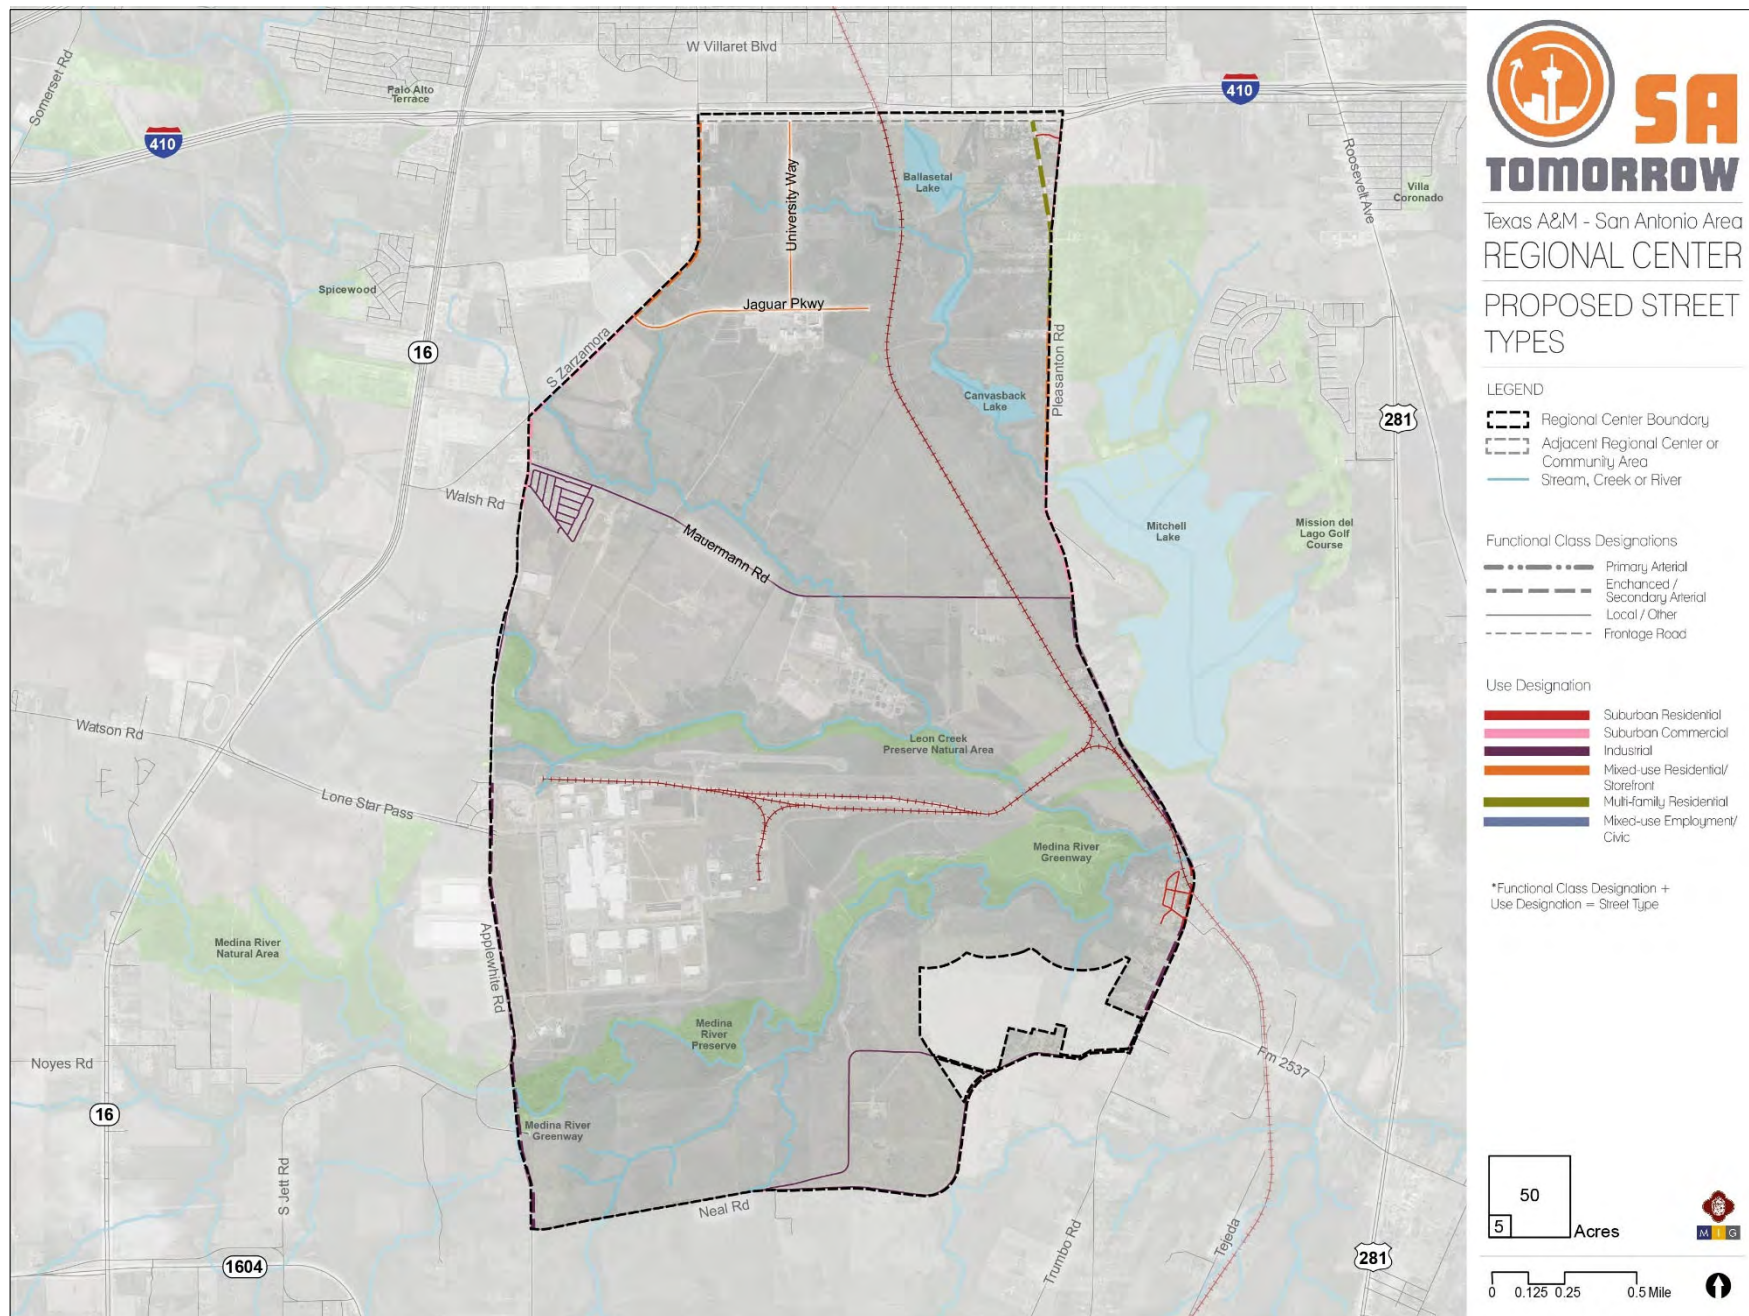 W Villaret Blvd
Somerset Rd
Palo Alto
Terrace
410
410
Roosevelt Ave
Villa
Coronado
University Way
Ballasetal
Lake
Spicewood
Jaguar Pkwy
16
S Zarzamora
Pleasanton Rd
Canvasback
Lake
281
Walsh Rd
Mauermann Rd
Mitchell
Lake
Mission del
Lago Golf
Course
Watson Rd
Leon Creek
Preserve Natural Area
Lone Star Pass
Medina River
Greenway
Medina River
Natural Area
Applewhite Rd
Medina
River
Preserve
Noyes Rd
Fm 2537
16
Medina River
Greenway
S Jett Rd
Neal Rd
Trumbo Rd
Tejeda
1604
281
SA
TOMORROW
Texas A&M - San Antonio Area
REGIONAL CENTER
PROPOSED STREET
TYPES
LEGEND
Regional Center Boundary
Adjacent Regional Center or
Community Area
Stream, Creek or River
Functional Class Designations
Primary Arterial
Enchanced /
Secondary Arterial
Local / Other
Frontage Road
Use Designation
Suburban Residential
Suburban Commercial
Industrial
Mixed-use Residential/
Storefront
Multi-family Residential
Mixed-use Employment/
Civic
*Functional Class Designation +
Use Designation = Street Type
50
5
Acres
M I G
0 0.125 0.25 0.5 Mile